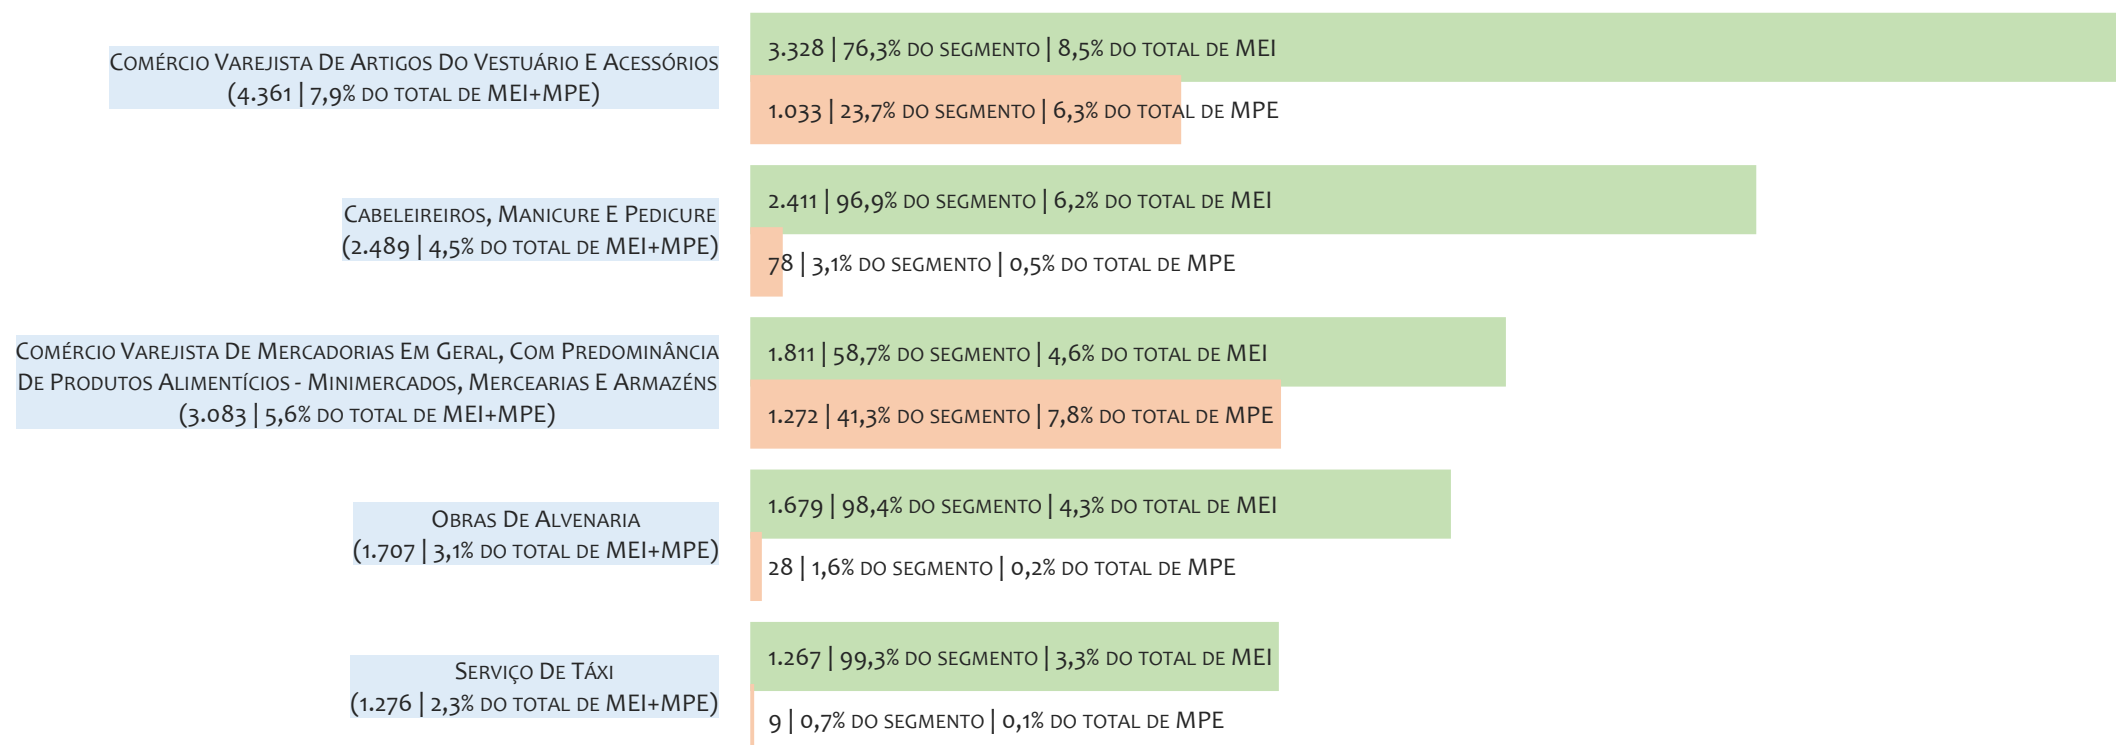 Comércio Varejista De Artigos Do Vestuário E Acessórios
(4.361 | 7,9% do total de MEI+MPE)
3.328 | 76,3% do segmento | 8,5% do total de MEI
1.033 | 23,7% do segmento | 6,3% do total de MPE
Cabeleireiros, Manicure E Pedicure
(2.489 | 4,5% do total de MEI+MPE)
2.411 | 96,9% do segmento | 6,2% do total de MEI
78 | 3,1% do segmento | 0,5% do total de MPE
Comércio Varejista De Mercadorias Em Geral, Com Predominância
De Produtos Alimentícios - Minimercados, Mercearias E Armazéns
(3.083 | 5,6% do total de MEI+MPE)
1.811 | 58,7% do segmento | 4,6% do total de MEI
1.272 | 41,3% do segmento | 7,8% do total de MPE
Obras De Alvenaria
(1.707 | 3,1% do total de MEI+MPE)
1.679 | 98,4% do segmento | 4,3% do total de MEI
28 | 1,6% do segmento | 0,2% do total de MPE
Serviço De Táxi
(1.276 | 2,3% do total de MEI+MPE)
1.267 | 99,3% do segmento | 3,3% do total de MEI
9 | 0,7% do segmento | 0,1% do total de MPE